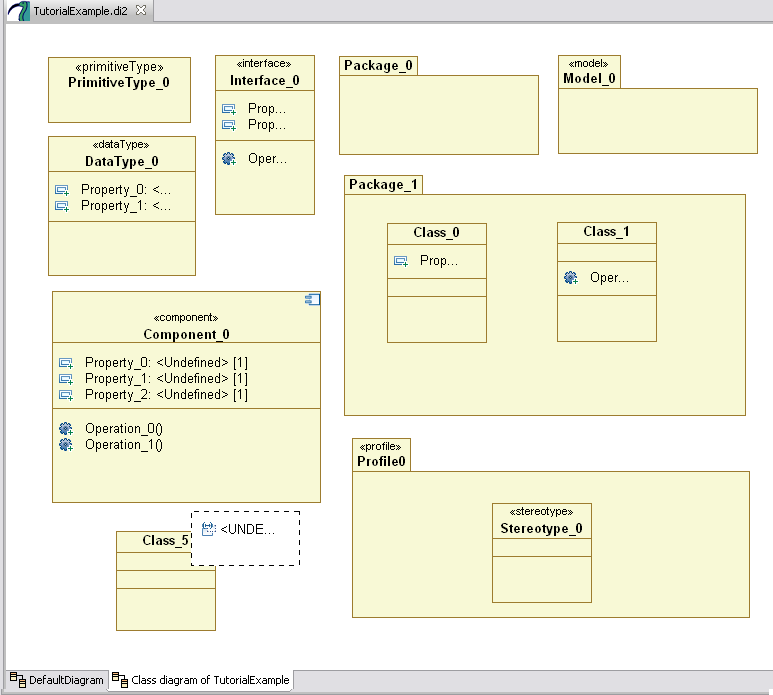 TutorialExample.di2
«primitiveType»
PrimitiveType_0
«interface»
Interface_0
Prop...
Prop...
Oper...
Package_0
«model»
Model_0
«dataType»
DataType_0
Property_0: <...
Property_1: <...
Package_1
Class_0
Prop...
Class_1
Oper...
«component»
Component_0
Property_0: <Undefined> [1]
Property_1: <Undefined> [1]
Property_2: <Undefined> [1]
Operation_0()
Operation_1()
«profile»
Profile0
«stereotype»
Stereotype_0
<UNDE...
Class_5
DefaultDiagram
Class diagram of TutorialExample